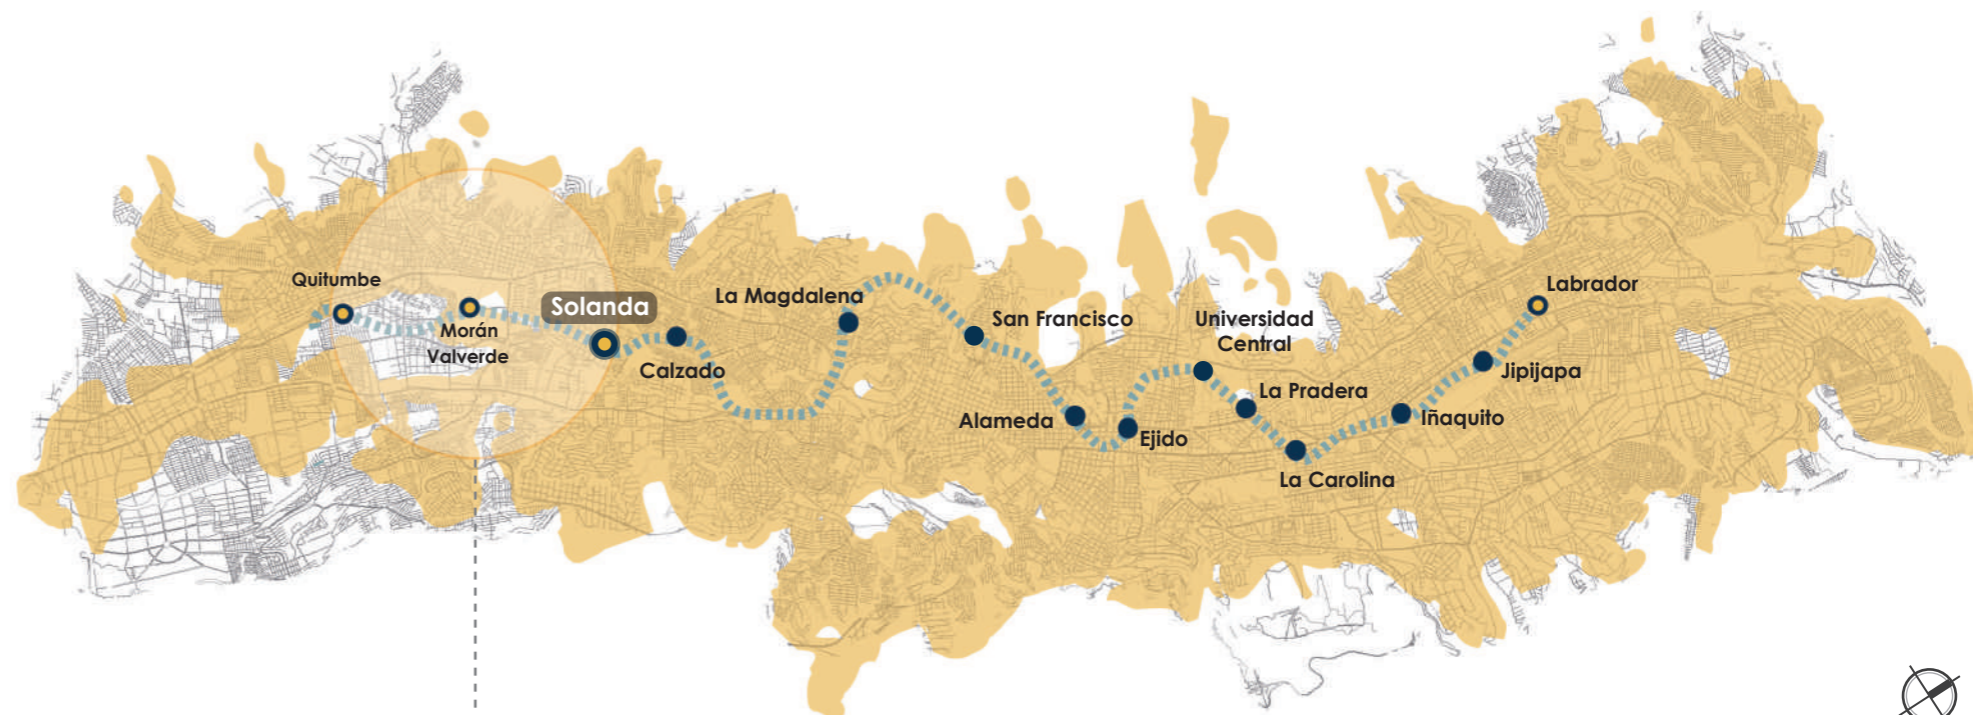 Quitumbe
Morán
Valverde
Solanda
Calzado
La Magdalena
San Francisco
Alameda
Ejido
Universidad
Central
La Pradera
La Carolina
Iñaquito
Jipijapa
Labrador